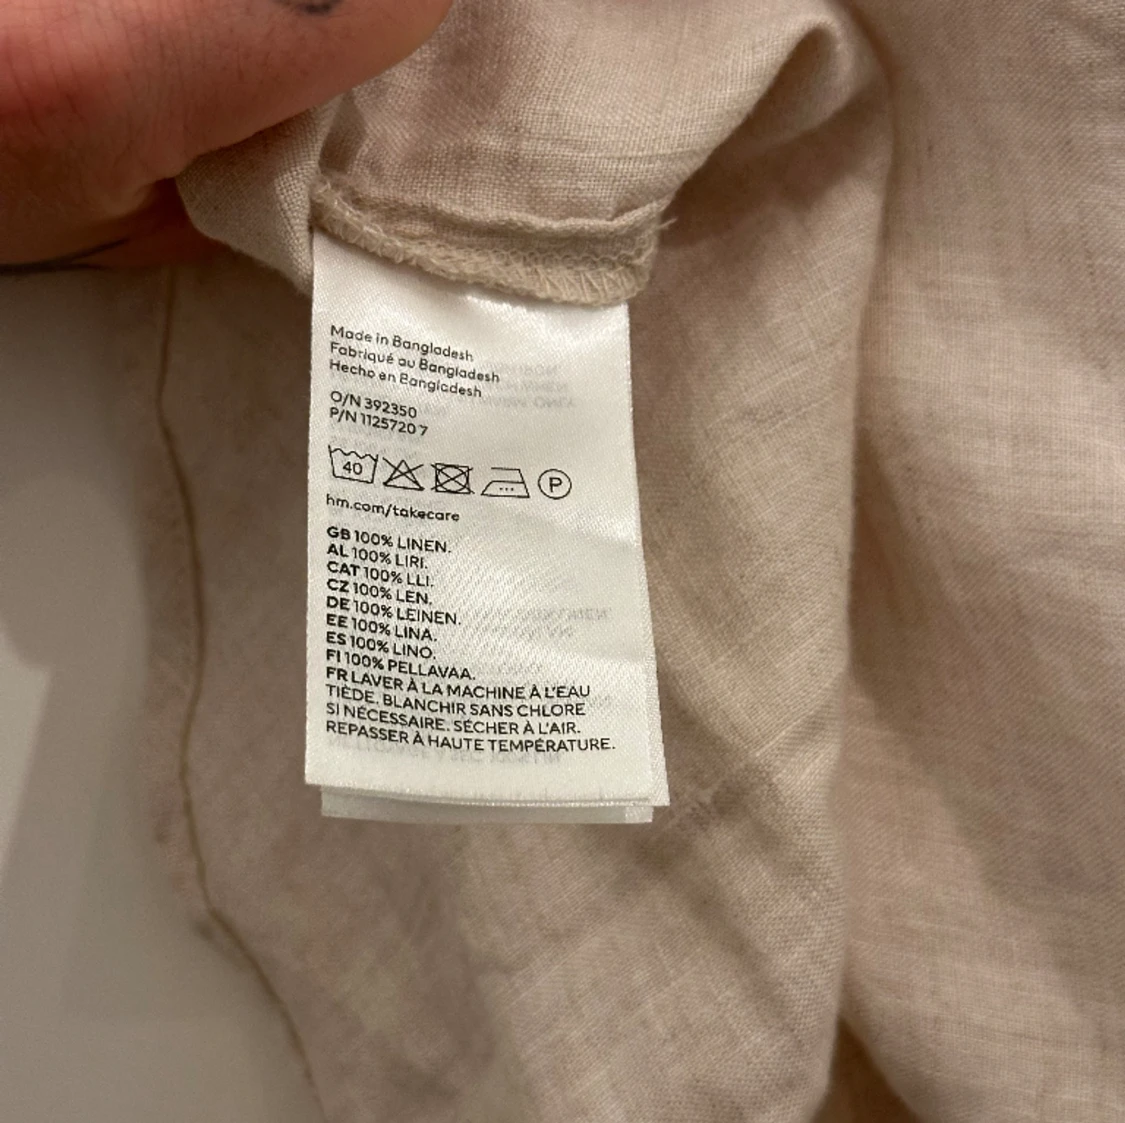 Made in Bangladesh
Fabriqué au Bangladesh
Hecho en Bangladesh
O/N 392350
P/N 1125720 7
40 P
hm.com/takecare
GB 100% LINEN.
AL 100% LIRI.
CAT 100% LLI.
CZ 100% LEN.
DE 100% LEINEN.
EE 100% LINA.
ES 100% LINO.
FI 100% PELLAVAA.
FR LAVER À LA MACHINE À L'EAU
TIÈDE. BLANCHIR SANS CHLORE
SI NÉCESSAIRE. SÉCHER À L'AIR.
REPASSER À HAUTE TEMPÉRATURE.